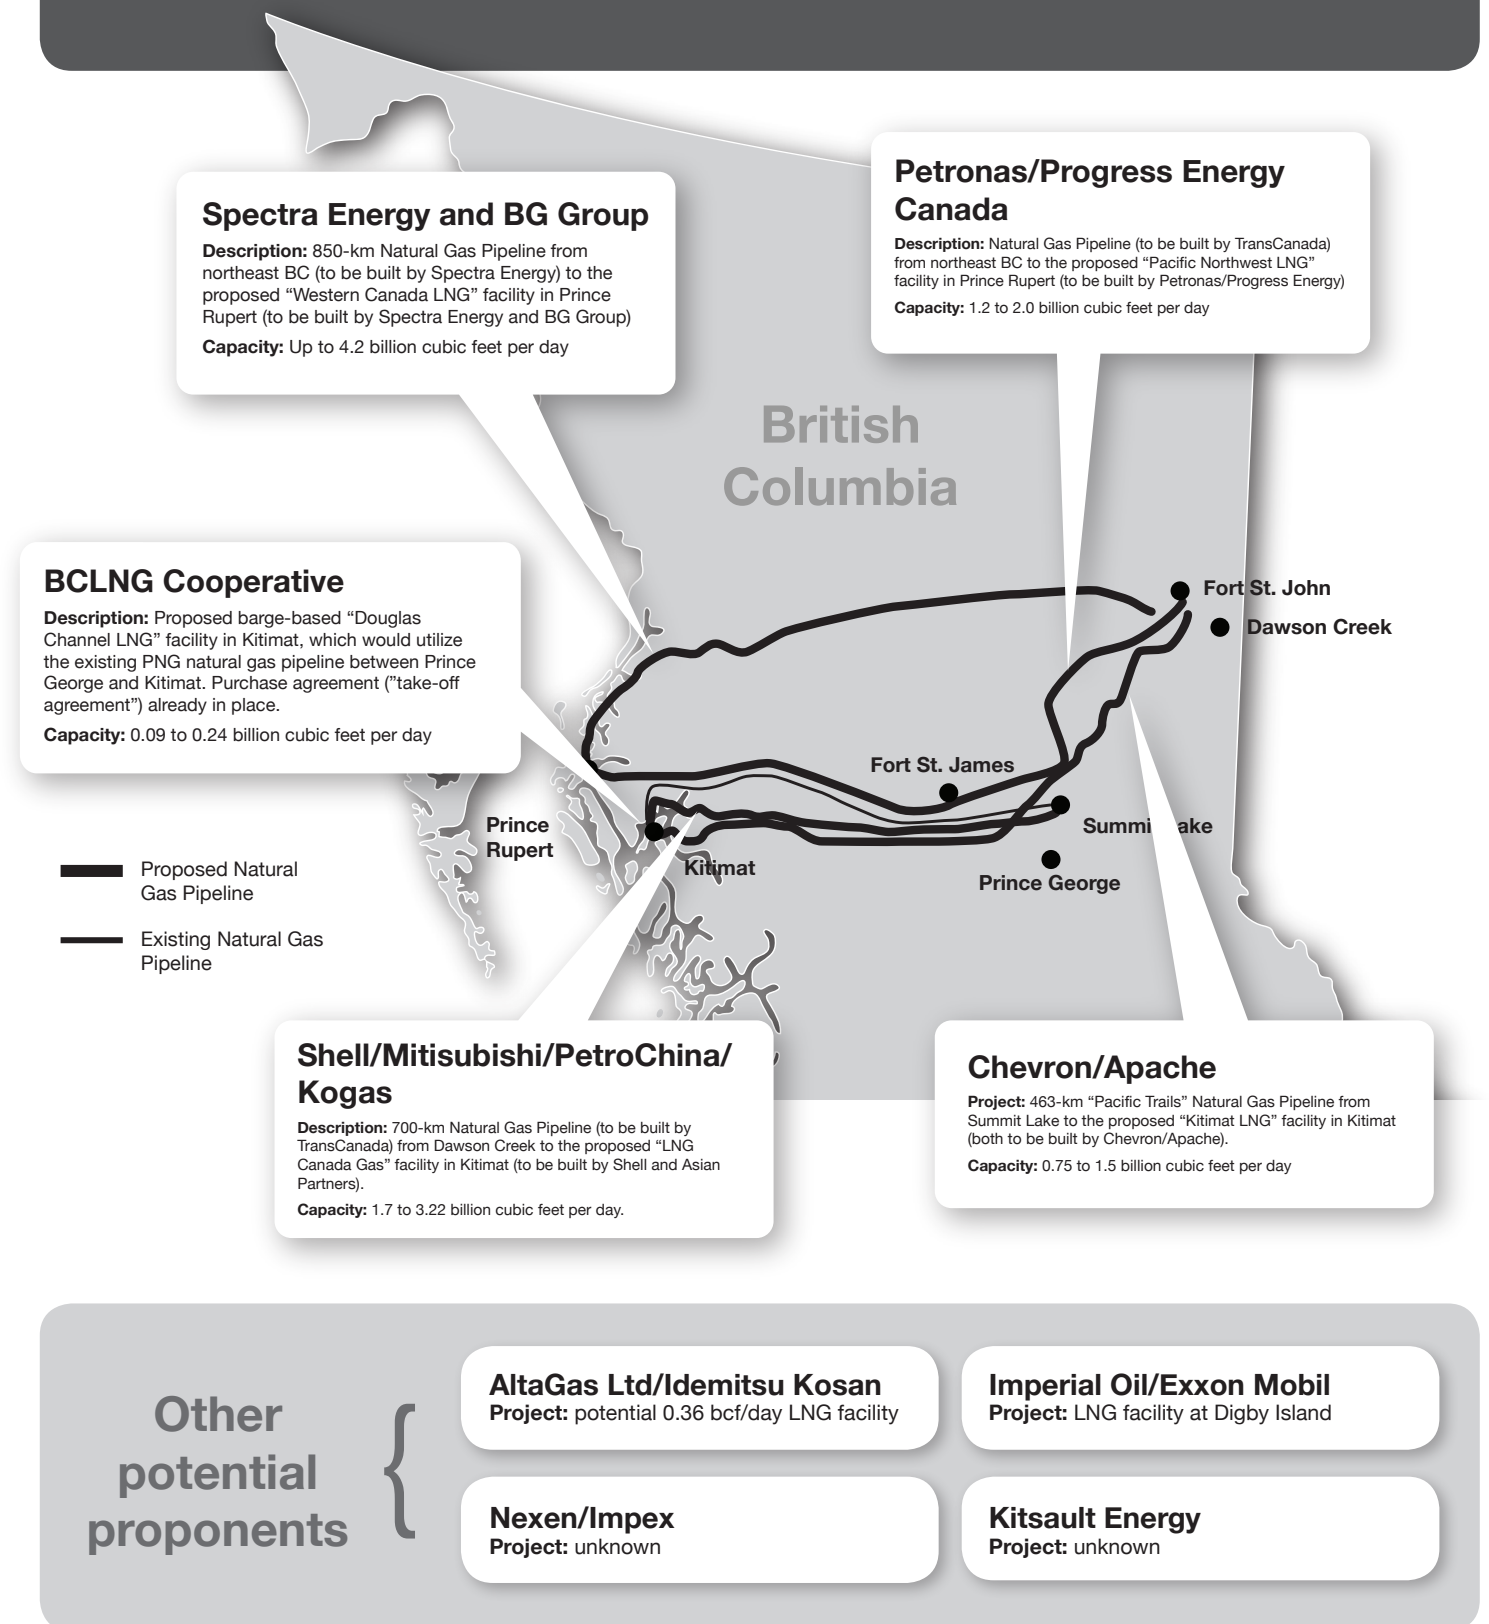 Petronas/Progress Energy
Canada
Description: Natural Gas Pipeline (to be built by TransCanada)
from northeast BC to the proposed “Pacific Northwest LNG”
facility in Prince Rupert (to be built by Petronas/Progress Energy)
Capacity: 1.2 to 2.0 billion cubic feet per day
Spectra Energy and BG Group
Description: 850-km Natural Gas Pipeline from
northeast BC (to be built by Spectra Energy) to the
proposed “Western Canada LNG” facility in Prince
Rupert (to be built by Spectra Energy and BG Group)
Capacity: Up to 4.2 billion cubic feet per day
British
Columbia
BCLNG Cooperative
Description: Proposed barge-based “Douglas
Channel LNG” facility in Kitimat, which would utilize
the existing PNG natural gas pipeline between Prince
George and Kitimat. Purchase agreement (”take-off
agreement”) already in place.
Capacity: 0.09 to 0.24 billion cubic feet per day
Fort St. John
Dawson Creek
Fort St. James
Prince
Rupert
Summi ake
Kitimat
Prince George
Proposed Natural
Gas Pipeline
Existing Natural Gas
Pipeline
Shell/Mitisubishi/PetroChina/
Kogas
Description: 700-km Natural Gas Pipeline (to be built by
TransCanada) from Dawson Creek to the proposed “LNG
Canada Gas” facility in Kitimat (to be built by Shell and Asian
Partners).
Capacity: 1.7 to 3.22 billion cubic feet per day.
Chevron/Apache
Project: 463-km “Pacific Trails” Natural Gas Pipeline from
Summit Lake to the proposed “Kitimat LNG” facility in Kitimat
(both to be built by Chevron/Apache).
Capacity: 0.75 to 1.5 billion cubic feet per day
Other
potential
proponents
{
AltaGas Ltd/Idemitsu Kosan
Project: potential 0.36 bcf/day LNG facility
Imperial Oil/Exxon Mobil
Project: LNG facility at Digby Island
Nexen/Impex
Project: unknown
Kitsault Energy
Project: unknown